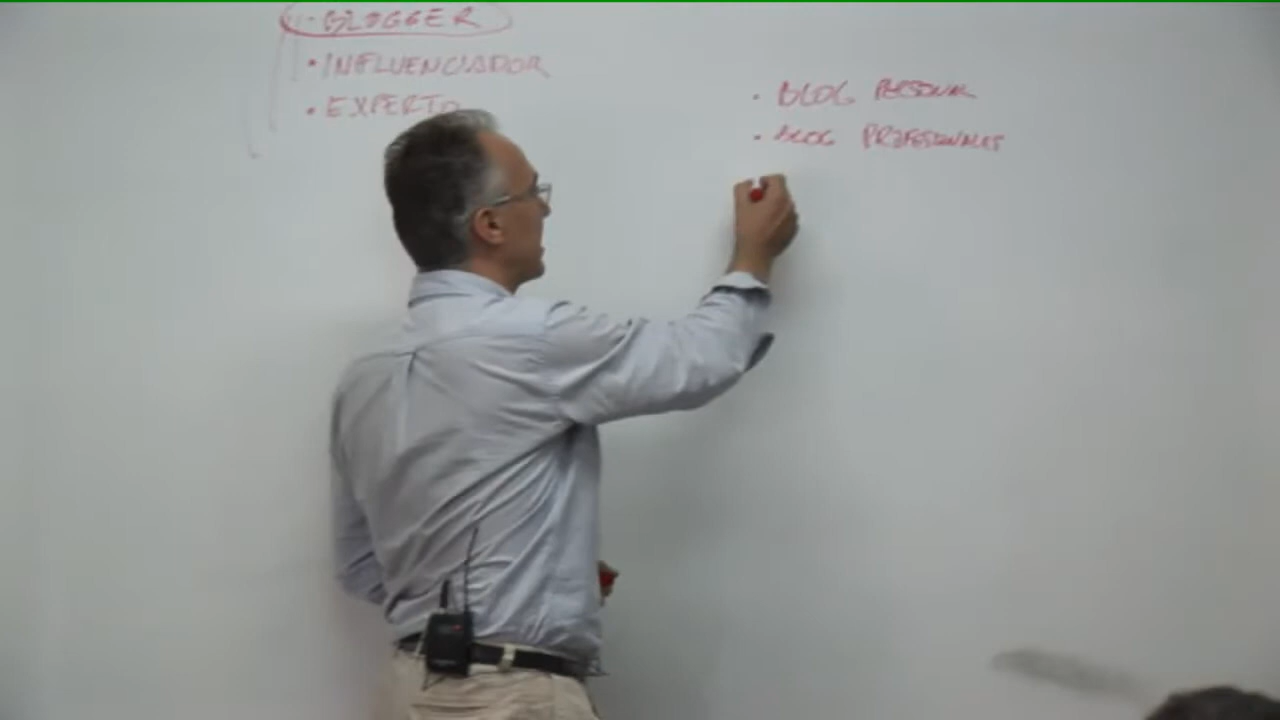 · BLOGGER
· INFLUENCIADOR
· EXPERTO
· BLOG PERSONAL
· BLOG PROFESIONALES